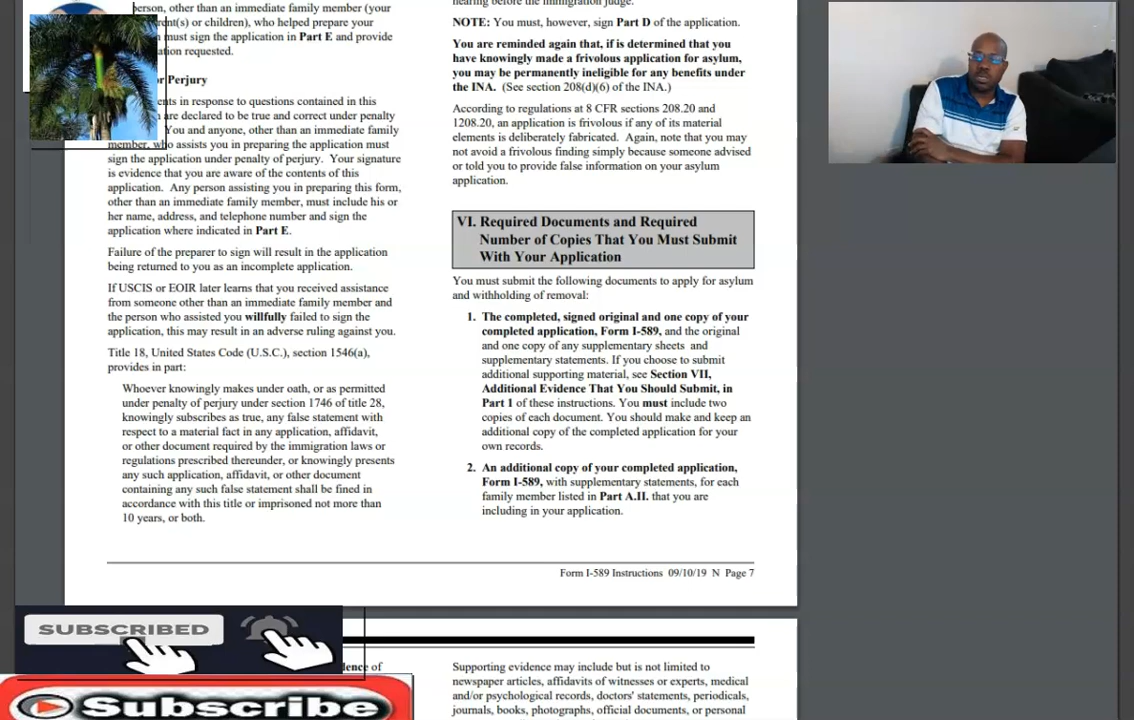 person, other than an immediate family member (your
or children), who helped prepare your
must sign the application in Part E and provide
requested.
Perjury
in response to questions contained in this
are declared to be true and correct under penalty
You and anyone, other than an immediate family
member, who assists you in preparing the application must
sign the application under penalty of perjury. Your signature
is evidence that you are aware of the contents of this
application. Any person assisting you in preparing this form,
other than an immediate family member, must include his or
her name, address, and telephone number and sign the
application where indicated in Part E.
Failure of the preparer to sign will result in the application
being returned to you as an incomplete application.
If USCIS or EOIR later learns that you received assistance
from someone other than an immediate family member and
the person who assisted you willfully failed to sign the
application, this may result in an adverse ruling against you.
Title 18, United States Code (U.S.C.), section 1546(a),
provides in part:
Whoever knowingly makes under oath, or as permitted
under penalty of perjury under section 1746 of title 28,
knowingly subscribes as true, any false statement with
respect to a material fact in any application, affidavit,
or other document required by the immigration laws or
regulations prescribed thereunder, or knowingly presents
any such application, affidavit, or other document
containing any such false statement shall be fined in
accordance with this title or imprisoned not more than
10 years, or both.
hearing before the immigration judge.
NOTE: You must, however, sign Part D of the application.
You are reminded again that, if is determined that you
have knowingly made a frivolous application for asylum,
you may be permanently ineligible for any benefits under
the INA. (See section 208(d)(6) of the INA.)
According to regulations at 8 CFR sections 208.20 and
1208.20, an application is frivolous if any of its material
elements is deliberately fabricated. Again, note that you may
not avoid a frivolous finding simply because someone advised
or told you to provide false information on your asylum
application.
VI. Required Documents and Required
Number of Copies That You Must Submit
With Your Application
You must submit the following documents to apply for asylum
and withholding of removal:
1. The completed, signed original and one copy of your
completed application, Form I-589, and the original
and one copy of any supplementary sheets and
supplementary statements. If you choose to submit
additional supporting material, see Section VII,
Additional Evidence That You Should Submit, in
Part 1 of these instructions. You must include two
copies of each document. You should make and keep an
additional copy of the completed application for your
own records.
2. An additional copy of your completed application,
Form I-589, with supplementary statements, for each
family member listed in Part A.II. that you are
including in your application.
Form I-589 Instructions 09/10/19 N Page 7
SUBSCRIBED
Subscribe
of
Supporting evidence may include but is not limited to
newspaper articles, affidavits of witnesses or experts, medical
and/or psychological records, doctors' statements, periodicals,
journals, books, photographs, official documents, or personal